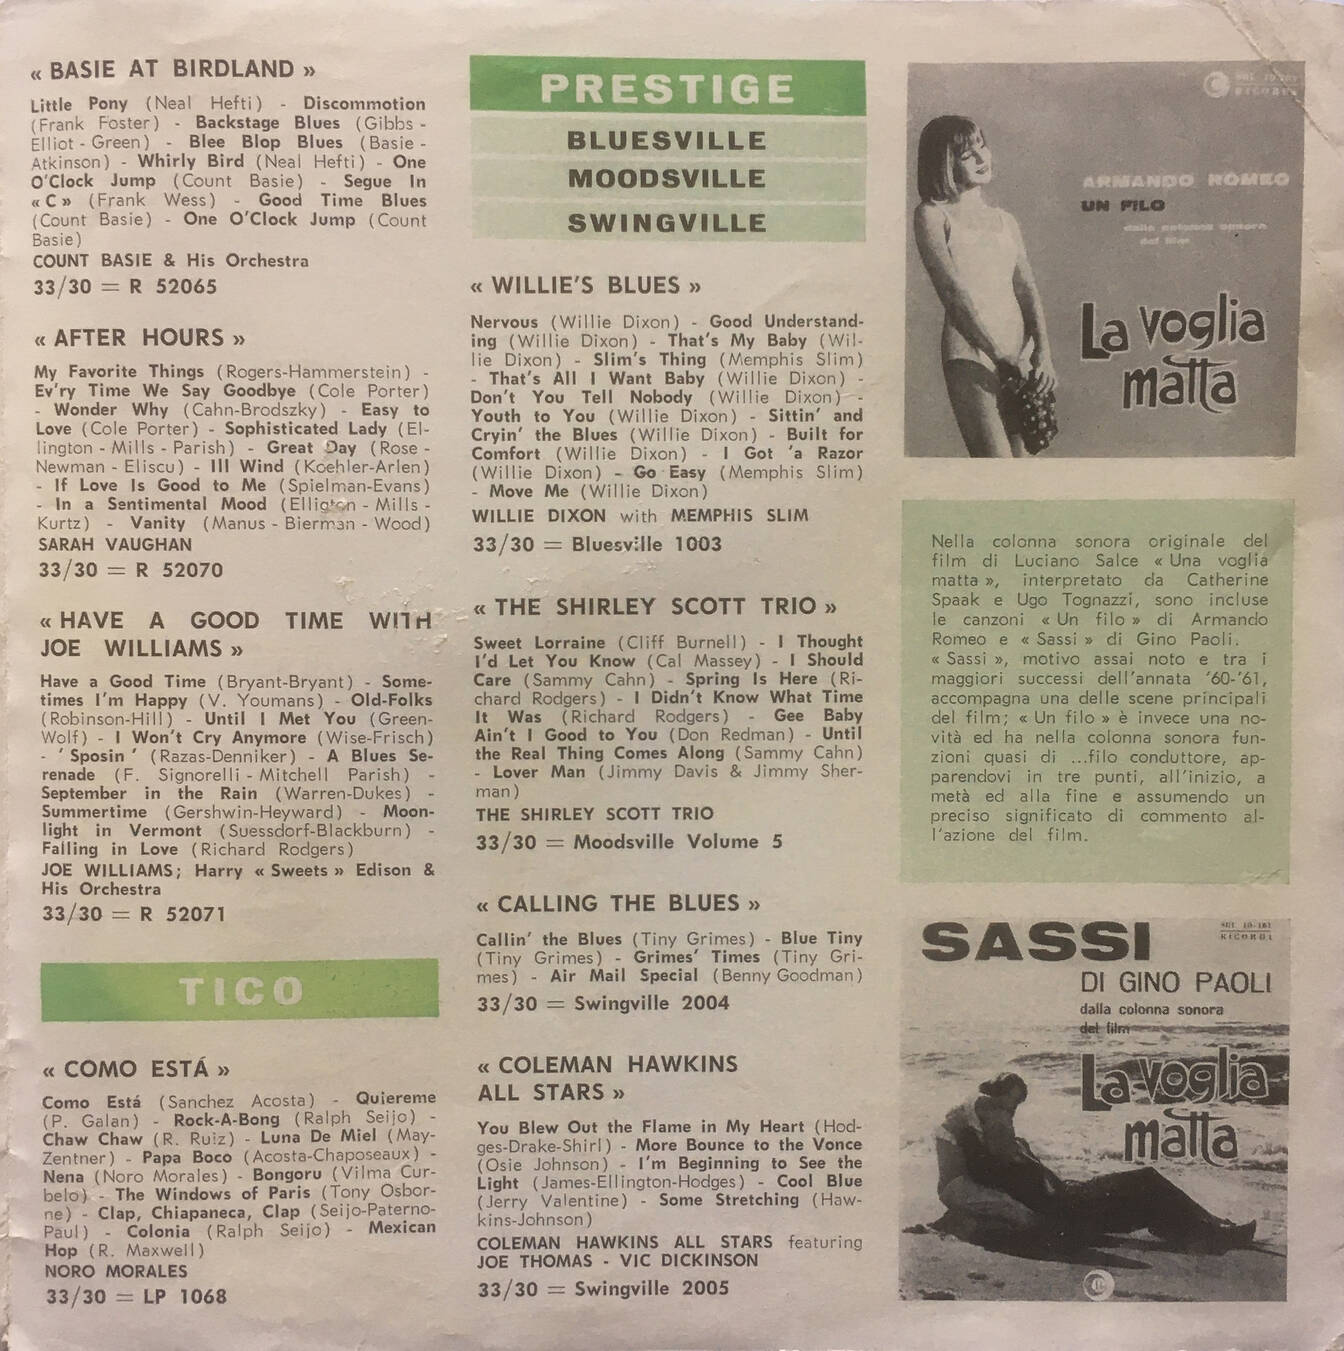 « BASIE AT BIRDLAND »
Little Pony (Neal Hefti) - Discommotion
(Frank Foster) - Backstage Blues (Gibbs -
Elliot - Green) - Blee Blop Blues (Basie -
Atkinson) - Whirly Bird (Neal Hefti) - One
O'Clock Jump (Count Basie) - Segue In
« C » (Frank Wess) - Good Time Blues
(Count Basie) - One O'Clock Jump (Count
Basie)
COUNT BASIE & His Orchestra
33/30 = R 52065
« AFTER HOURS »
My Favorite Things (Rogers-Hammerstein) -
Ev'ry Time We Say Goodbye (Cole Porter)
- Wonder Why (Cahn-Brodszky) - Easy to
Love (Cole Porter) - Sophisticated Lady (El-
lington - Mills - Parish) - Great Day (Rose -
Newman - Eliscu) - Ill Wind (Koehler-Arlen)
- If Love Is Good to Me (Spielman-Evans)
- In a Sentimental Mood (Elligton - Mills -
Kurtz) - Vanity (Manus - Bierman - Wood)
SARAH VAUGHAN
33/30 = R 52070
« HAVE A GOOD TIME WITH
JOE WILLIAMS »
Have a Good Time (Bryant-Bryant) - Some-
times I'm Happy (V. Youmans) - Old-Folks
(Robinson-Hill) - Until I Met You (Green-
Wolf) - I Won't Cry Anymore (Wise-Frisch)
- ' Sposin ' (Razas-Denniker) - A Blues Se-
renade (F. Signorelli - Mitchell Parish) -
September in the Rain (Warren-Dukes) -
Summertime (Gershwin-Heyward) - Moon-
light in Vermont (Suessdorf-Blackburn) -
Falling in Love (Richard Rodgers)
JOE WILLIAMS; Harry « Sweets » Edison &
His Orchestra
33/30 = R 52071
TICO
« COMO ESTÁ »
Como Está (Sanchez Acosta) - Quiereme
(P. Galan) - Rock-A-Bong (Ralph Seijo) -
Chaw Chaw (R. Ruiz) - Luna De Miel (May-
Zentner) - Papa Boco (Acosta-Chaposeaux) -
Nena (Noro Morales) - Bongoru (Vilma Cur-
belo) - The Windows of Paris (Tony Osbor-
ne) - Clap, Chiapaneca, Clap (Seijo-Paterno-
Paul) - Colonia (Ralph Seijo) - Mexican
Hop (R. Maxwell)
NORO MORALES
33/30 = LP 1068
PRESTIGE
BLUESVILLE
MOODSVILLE
SWINGVILLE
« WILLIE'S BLUES »
Nervous (Willie Dixon) - Good Understand-
ing (Willie Dixon) - That's My Baby (Wil-
lie Dixon) - Slim's Thing (Memphis Slim)
- That's All I Want Baby (Willie Dixon) -
Don't You Tell Nobody (Willie Dixon) -
Youth to You (Willie Dixon) - Sittin' and
Cryin' the Blues (Willie Dixon) - Built for
Comfort (Willie Dixon) - I Got 'a Razor
(Willie Dixon) - Go Easy (Memphis Slim)
- Move Me (Willie Dixon)
WILLIE DIXON with MEMPHIS SLIM
33/30 = Bluesville 1003
« THE SHIRLEY SCOTT TRIO »
Sweet Lorraine (Cliff Burnell) - I Thought
I'd Let You Know (Cal Massey) - I Should
Care (Sammy Cahn) - Spring Is Here (Ri-
chard Rodgers) - I Didn't Know What Time
It Was (Richard Rodgers) - Gee Baby
Ain't I Good to You (Don Redman) - Until
the Real Thing Comes Along (Sammy Cahn)
- Lover Man (Jimmy Davis & Jimmy Sher-
man)
THE SHIRLEY SCOTT TRIO
33/30 = Moodsville Volume 5
« CALLING THE BLUES »
Callin' the Blues (Tiny Grimes) - Blue Tiny
(Tiny Grimes) - Grimes' Times (Tiny Gri-
mes) - Air Mail Special (Benny Goodman)
33/30 = Swingville 2004
« COLEMAN HAWKINS
ALL STARS »
You Blew Out the Flame in My Heart (Hod-
ges-Drake-Shirl) - More Bounce to the Vonce
(Osie Johnson) - I'm Beginning to See the
Light (James-Ellington-Hodges) - Cool Blue
(Jerry Valentine) - Some Stretching (Haw-
kins-Johnson)
COLEMAN HAWKINS ALL STARS featuring
JOE THOMAS - VIC DICKINSON
33/30 = Swingville 2005
RICORDI
ARMANDO ROMEO
UN FILO
dalla colonna sonora
del film
La voglia
matta
Nella colonna sonora originale del
film di Luciano Salce « Una voglia
matta », interpretato da Catherine
Spaak e Ugo Tognazzi, sono incluse
le canzoni « Un filo » di Armando
Romeo e « Sassi » di Gino Paoli.
« Sassi », motivo assai noto e tra i
maggiori successi dell'annata '60-'61,
accompagna una delle scene principali
del film; « Un filo » è invece una no-
vità ed ha nella colonna sonora fun-
zioni quasi di ...filo conduttore, ap-
parendovi in tre punti, all'inizio, a
metà ed alla fine e assumendo un
preciso significato di commento al-
l'azione del film.
SASSI
RICORDI
DI GINO PAOLI
dalla colonna sonora
del film
La voglia
matta